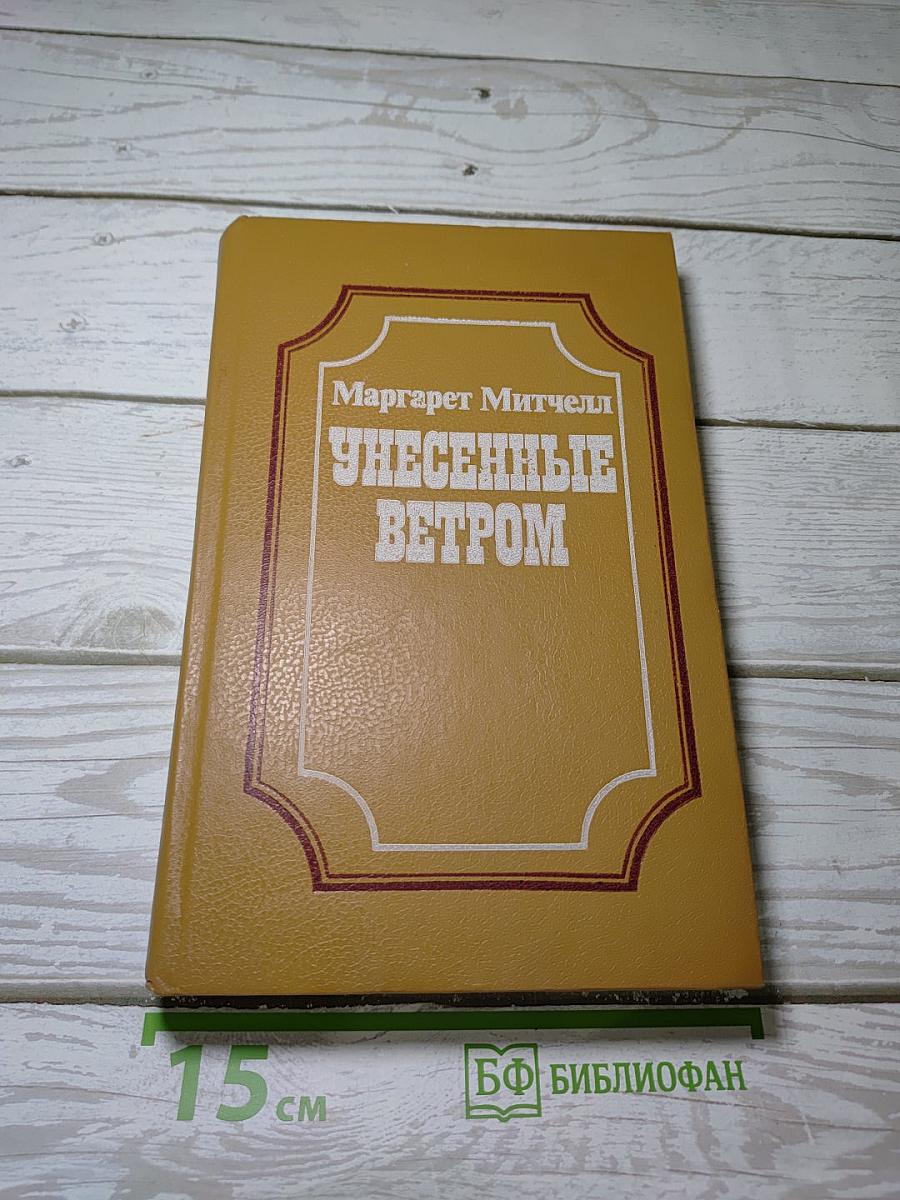 Маргарет Митчелл
УНЕСЕННЫЕ
ВЕТРОМ
15 см
БФ БИБЛИОФАН